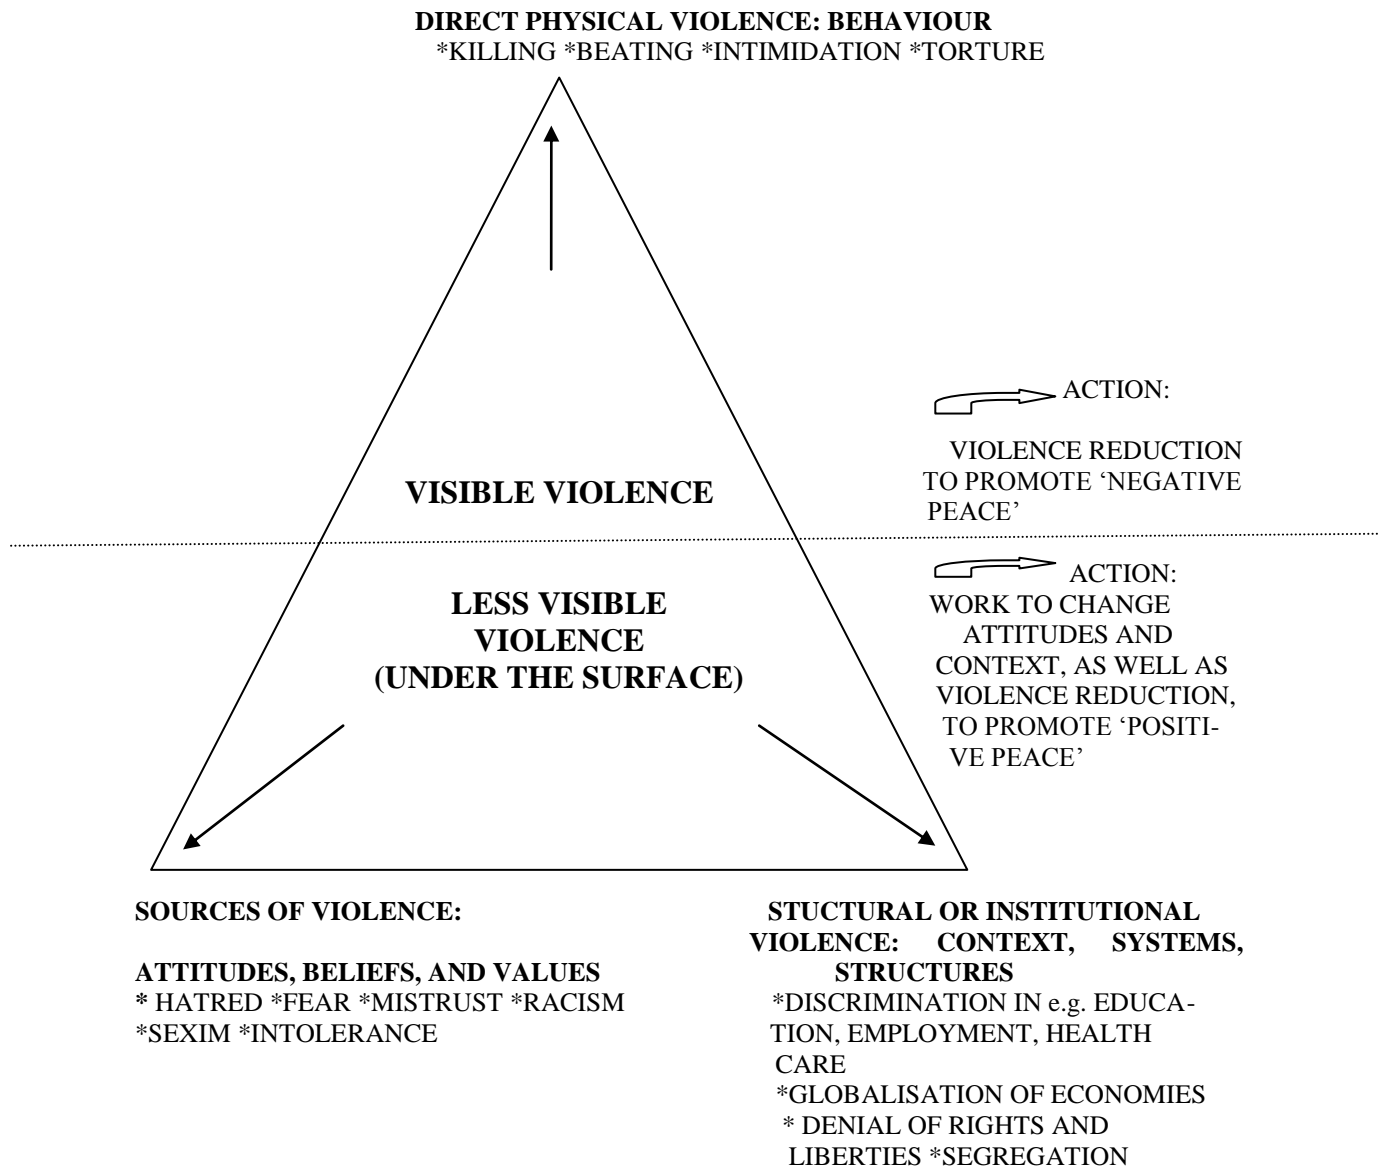 DIRECT PHYSICAL VIOLENCE: BEHAVIOUR
*KILLING *BEATING *INTIMIDATION *TORTURE
ACTION:
VIOLENCE REDUCTION
TO PROMOTE ‘NEGATIVE
PEACE’
VISIBLE VIOLENCE
ACTION:
WORK TO CHANGE
ATTITUDES AND
CONTEXT, AS WELL AS
VIOLENCE REDUCTION,
TO PROMOTE ‘POSITI-
VE PEACE’
LESS VISIBLE
VIOLENCE
(UNDER THE SURFACE)
SOURCES OF VIOLENCE:
ATTITUDES, BELIEFS, AND VALUES
* HATRED *FEAR *MISTRUST *RACISM
*SEXIM *INTOLERANCE
STUCTURAL OR INSTITUTIONAL
VIOLENCE: CONTEXT, SYSTEMS,
STRUCTURES
*DISCRIMINATION IN e.g. EDUCA-
TION, EMPLOYMENT, HEALTH
CARE
*GLOBALISATION OF ECONOMIES
* DENIAL OF RIGHTS AND
LIBERTIES *SEGREGATION